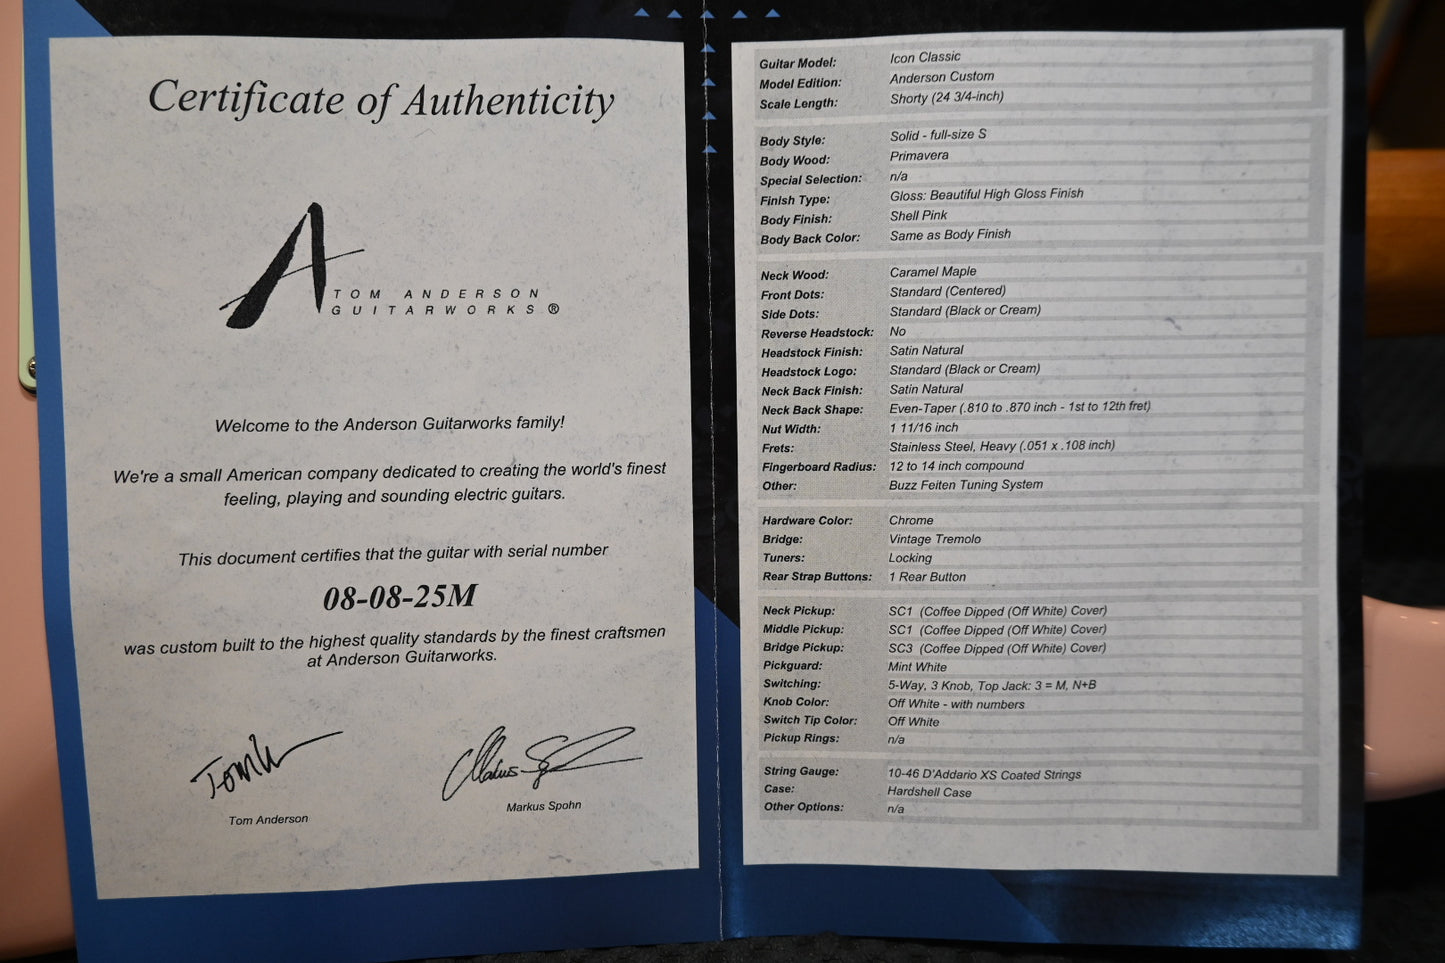 Certificate of Authenticity
TOM ANDERSON
GUITARWORKS®
Welcome to the Anderson Guitarworks family!
We're a small American company dedicated to creating the world's finest
feeling, playing and sounding electric guitars.
This document certifies that the guitar with serial number
08-08-25M
was custom built to the highest quality standards by the finest craftsmen
at Anderson Guitarworks.
Tom Anderson
Markus Spohn
Guitar Model: Icon Classic
Model Edition: Anderson Custom
Scale Length: Shorty (24 3/4-inch)
Body Style: Solid - full-size S
Body Wood: Primavera
Special Selection: n/a
Finish Type: Gloss: Beautiful High Gloss Finish
Body Finish: Shell Pink
Body Back Color: Same as Body Finish
Neck Wood: Caramel Maple
Front Dots: Standard (Centered)
Side Dots: Standard (Black or Cream)
Reverse Headstock: No
Headstock Finish: Satin Natural
Headstock Logo: Standard (Black or Cream)
Neck Back Finish: Satin Natural
Neck Back Shape: Even-Taper (.810 to .870 inch - 1st to 12th fret)
Nut Width: 1 11/16 inch
Frets: Stainless Steel, Heavy (.051 x .108 inch)
Fingerboard Radius: 12 to 14 inch compound
Other: Buzz Feiten Tuning System
Hardware Color: Chrome
Bridge: Vintage Tremolo
Tuners: Locking
Rear Strap Buttons: 1 Rear Button
Neck Pickup: SC1 (Coffee Dipped (Off White) Cover)
Middle Pickup: SC1 (Coffee Dipped (Off White) Cover)
Bridge Pickup: SC3 (Coffee Dipped (Off White) Cover)
Pickguard: Mint White
Switching: 5-Way, 3 Knob, Top Jack: 3 = M, N+B
Knob Color: Off White - with numbers
Switch Tip Color: Off White
Pickup Rings: n/a
String Gauge: 10-46 D'Addario XS Coated Strings
Case: Hardshell Case
Other Options: n/a